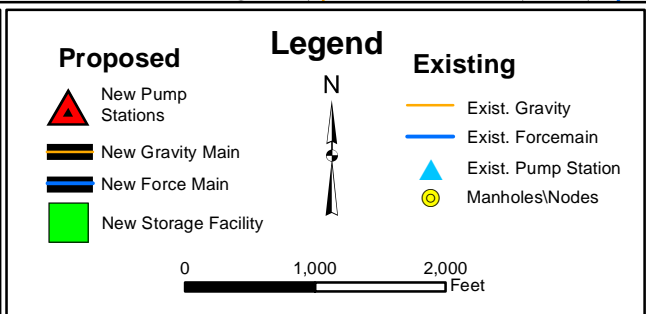 Legend
Proposed
New Pump
Stations
New Gravity Main
New Force Main
New Storage Facility
N
Existing
Exist. Gravity
Exist. Forcemain
Exist. Pump Station
Manholes\Nodes
0 1,000 2,000
Feet